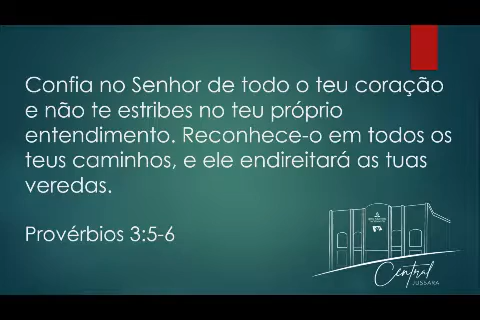 Confia no Senhor de todo o teu coração
e não te estribes no teu próprio
entendimento. Reconhece-o em todos os
teus caminhos, e ele endireitará as tuas
veredas.
Provérbios 3:5-6
Central
JUSSARA